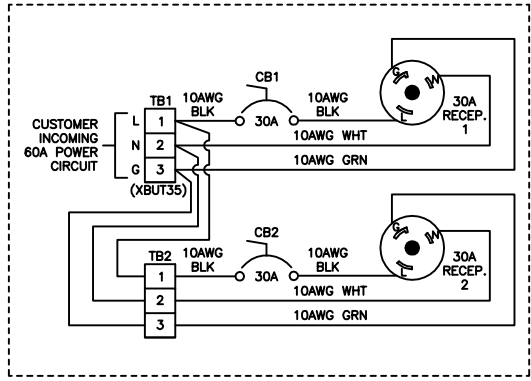 CB1
TB1
10AWG
BLK
10AWG
BLK
G
W
L
30A
RECEP.
1
CUSTOMER
INCOMING
60A POWER
CIRCUIT
L
N
G
1
2
3
(XBUT35)
30A
10AWG WHT
10AWG GRN
CB2
TB2
10AWG
BLK
10AWG
BLK
G
W
L
30A
RECEP.
2
1
2
3
30A
10AWG WHT
10AWG GRN